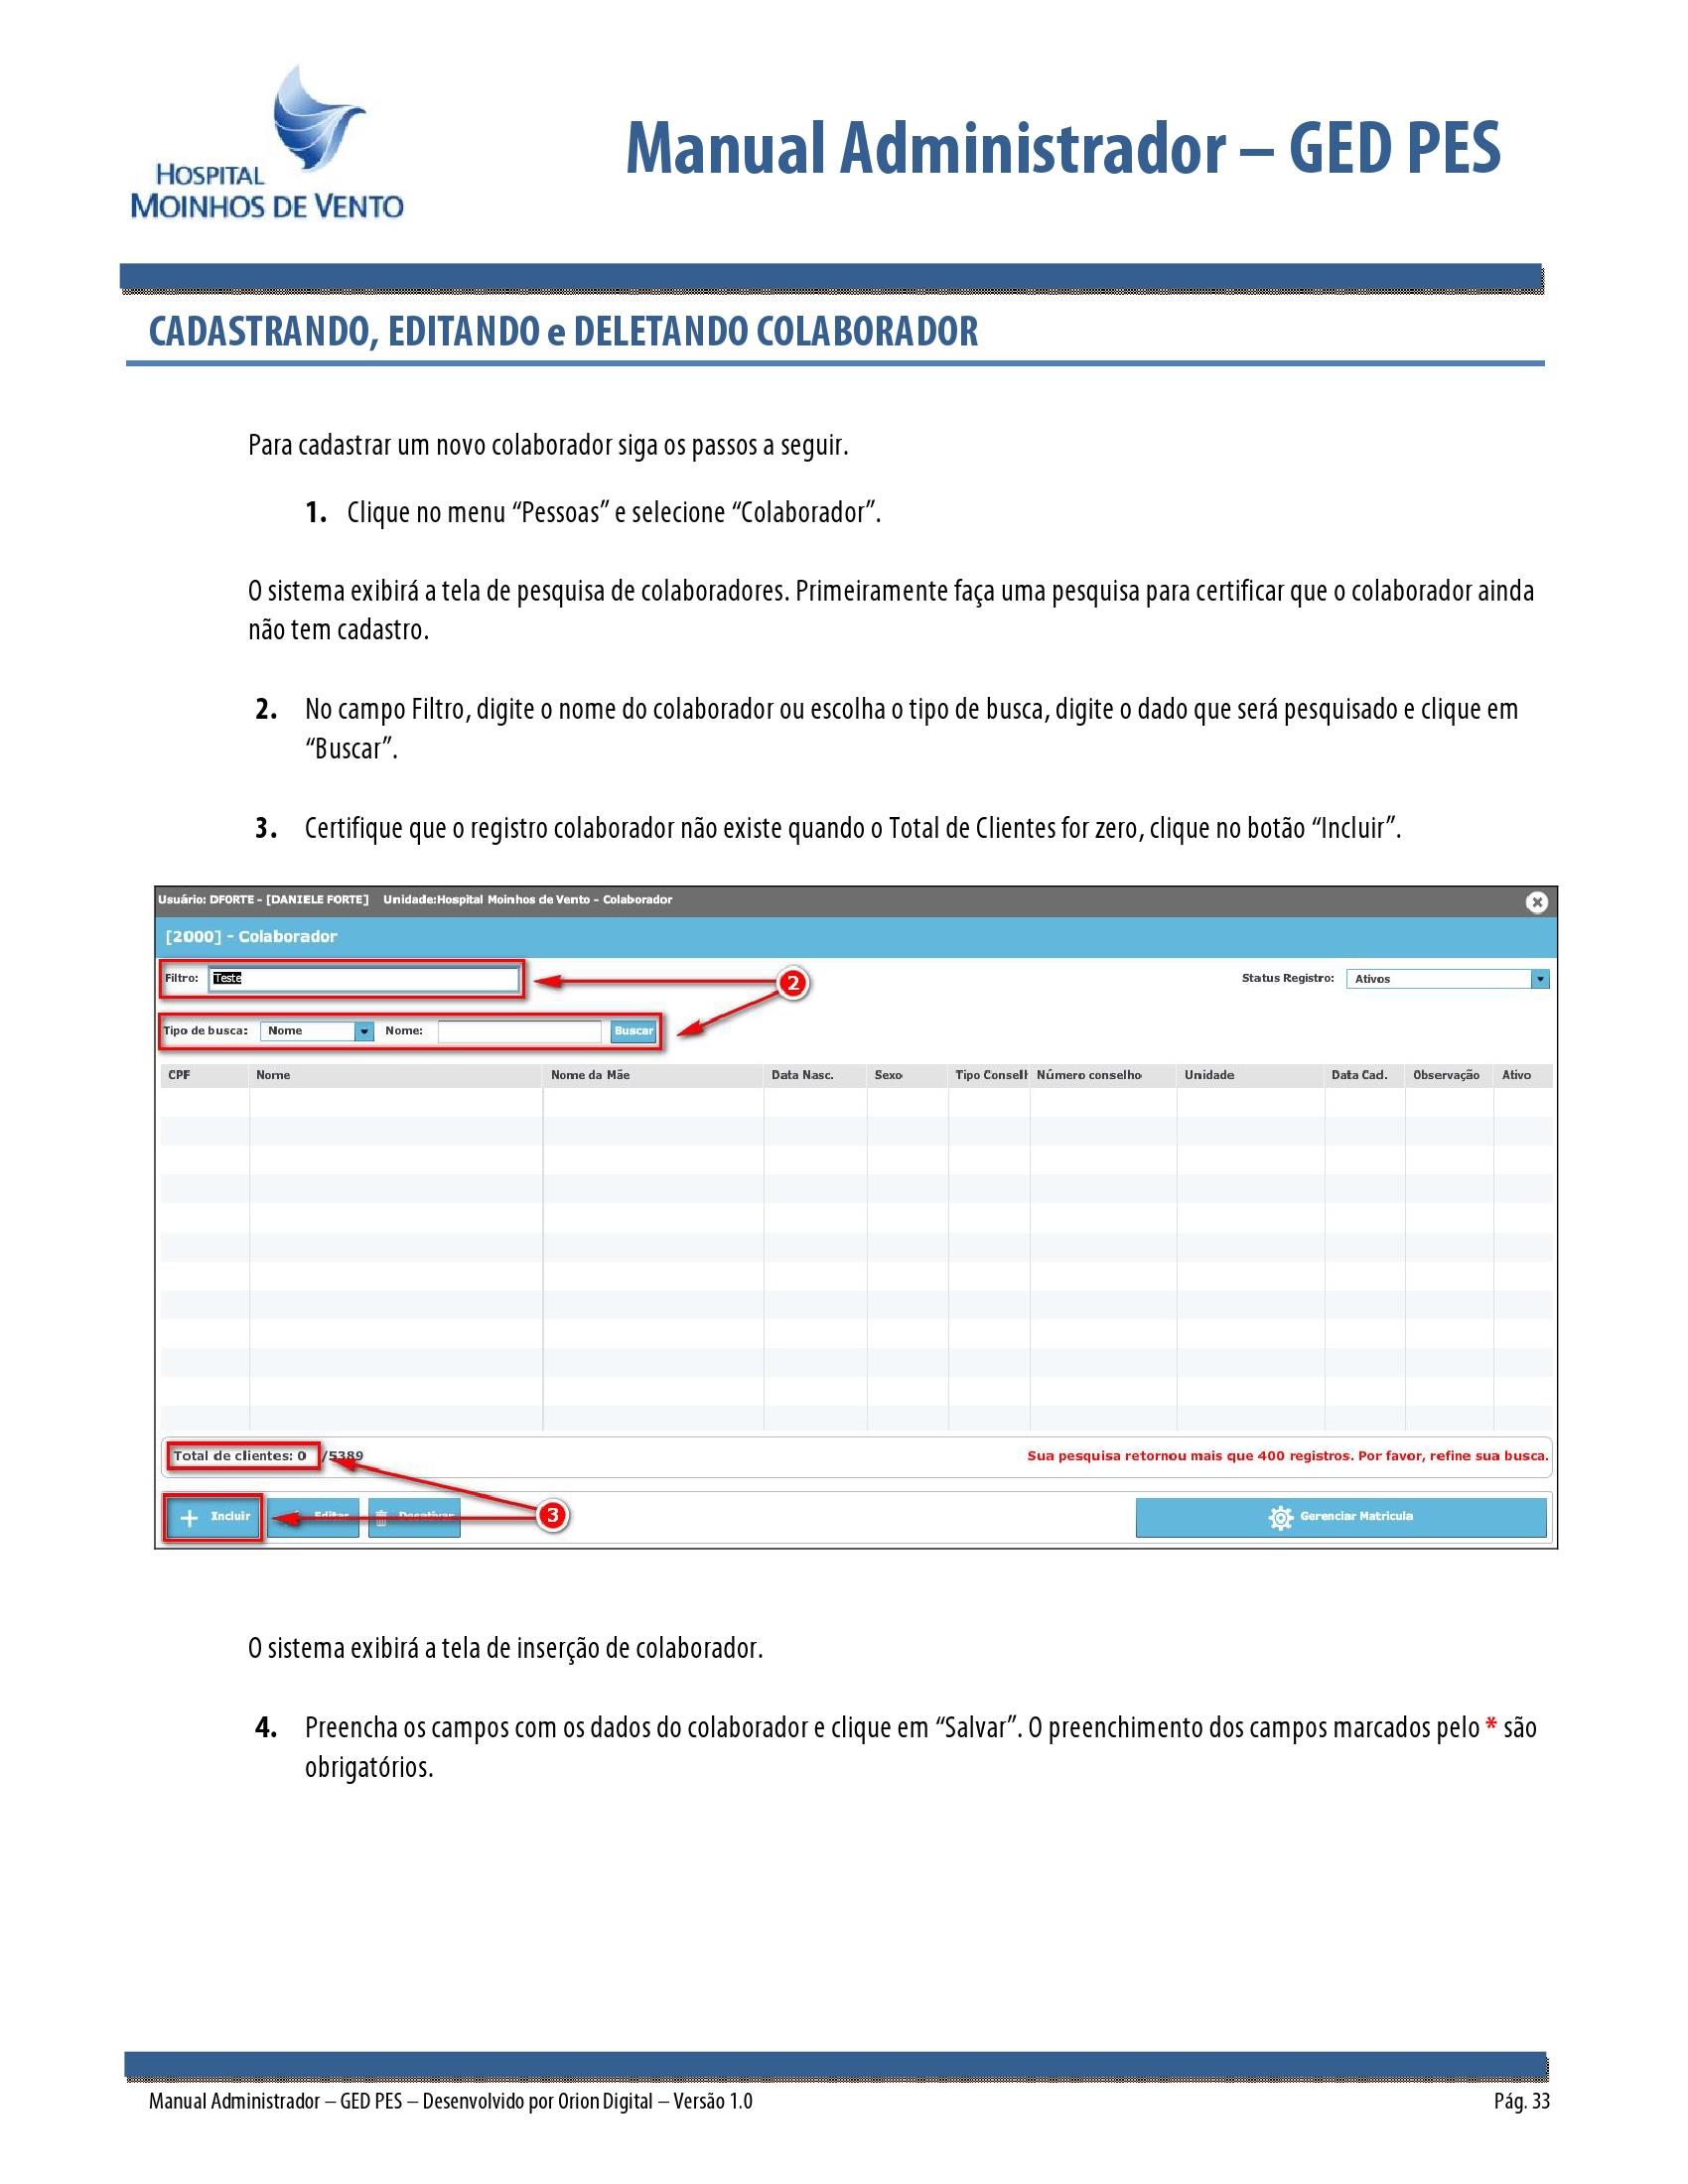 HOSPITAL
MOINHOS DE VENTO
Manual Administrador – GED PES
CADASTRANDO, EDITANDO e DELETANDO COLABORADOR
Para cadastrar um novo colaborador siga os passos a seguir.
1. Clique no menu “Pessoas” e selecione “Colaborador”.
O sistema exibirá a tela de pesquisa de colaboradores. Primeiramente faça uma pesquisa para certificar que o colaborador ainda
não tem cadastro.
2. No campo Filtro, digite o nome do colaborador ou escolha o tipo de busca, digite o dado que será pesquisado e clique em
“Buscar”.
3. Certifique que o registro colaborador não existe quando o Total de Clientes for zero, clique no botão “Incluir”.
Usuário: DFORTE - [DANIELE FORTE] Unidade:Hospital Moinhos de Vento - Colaborador
[2000] - Colaborador
Filtro: Teste 2 Status Registro: Ativos
Tipo de busca: Nome Nome: Buscar
CPF Nome Nome da Mãe Data Nasc. Sexo Tipo Conselh Número conselho Unidade Data Cad. Observação Ativo
Total de clientes: 0 /5389 Sua pesquisa retornou mais que 400 registros. Por favor, refine sua busca.
Incluir Editar Desativar 3 Gerenciar Matricula
O sistema exibirá a tela de inserção de colaborador.
4. Preencha os campos com os dados do colaborador e clique em “Salvar”. O preenchimento dos campos marcados pelo * são
obrigatórios.
Manual Administrador – GED PES – Desenvolvido por Orion Digital – Versão 1.0 Pág. 33